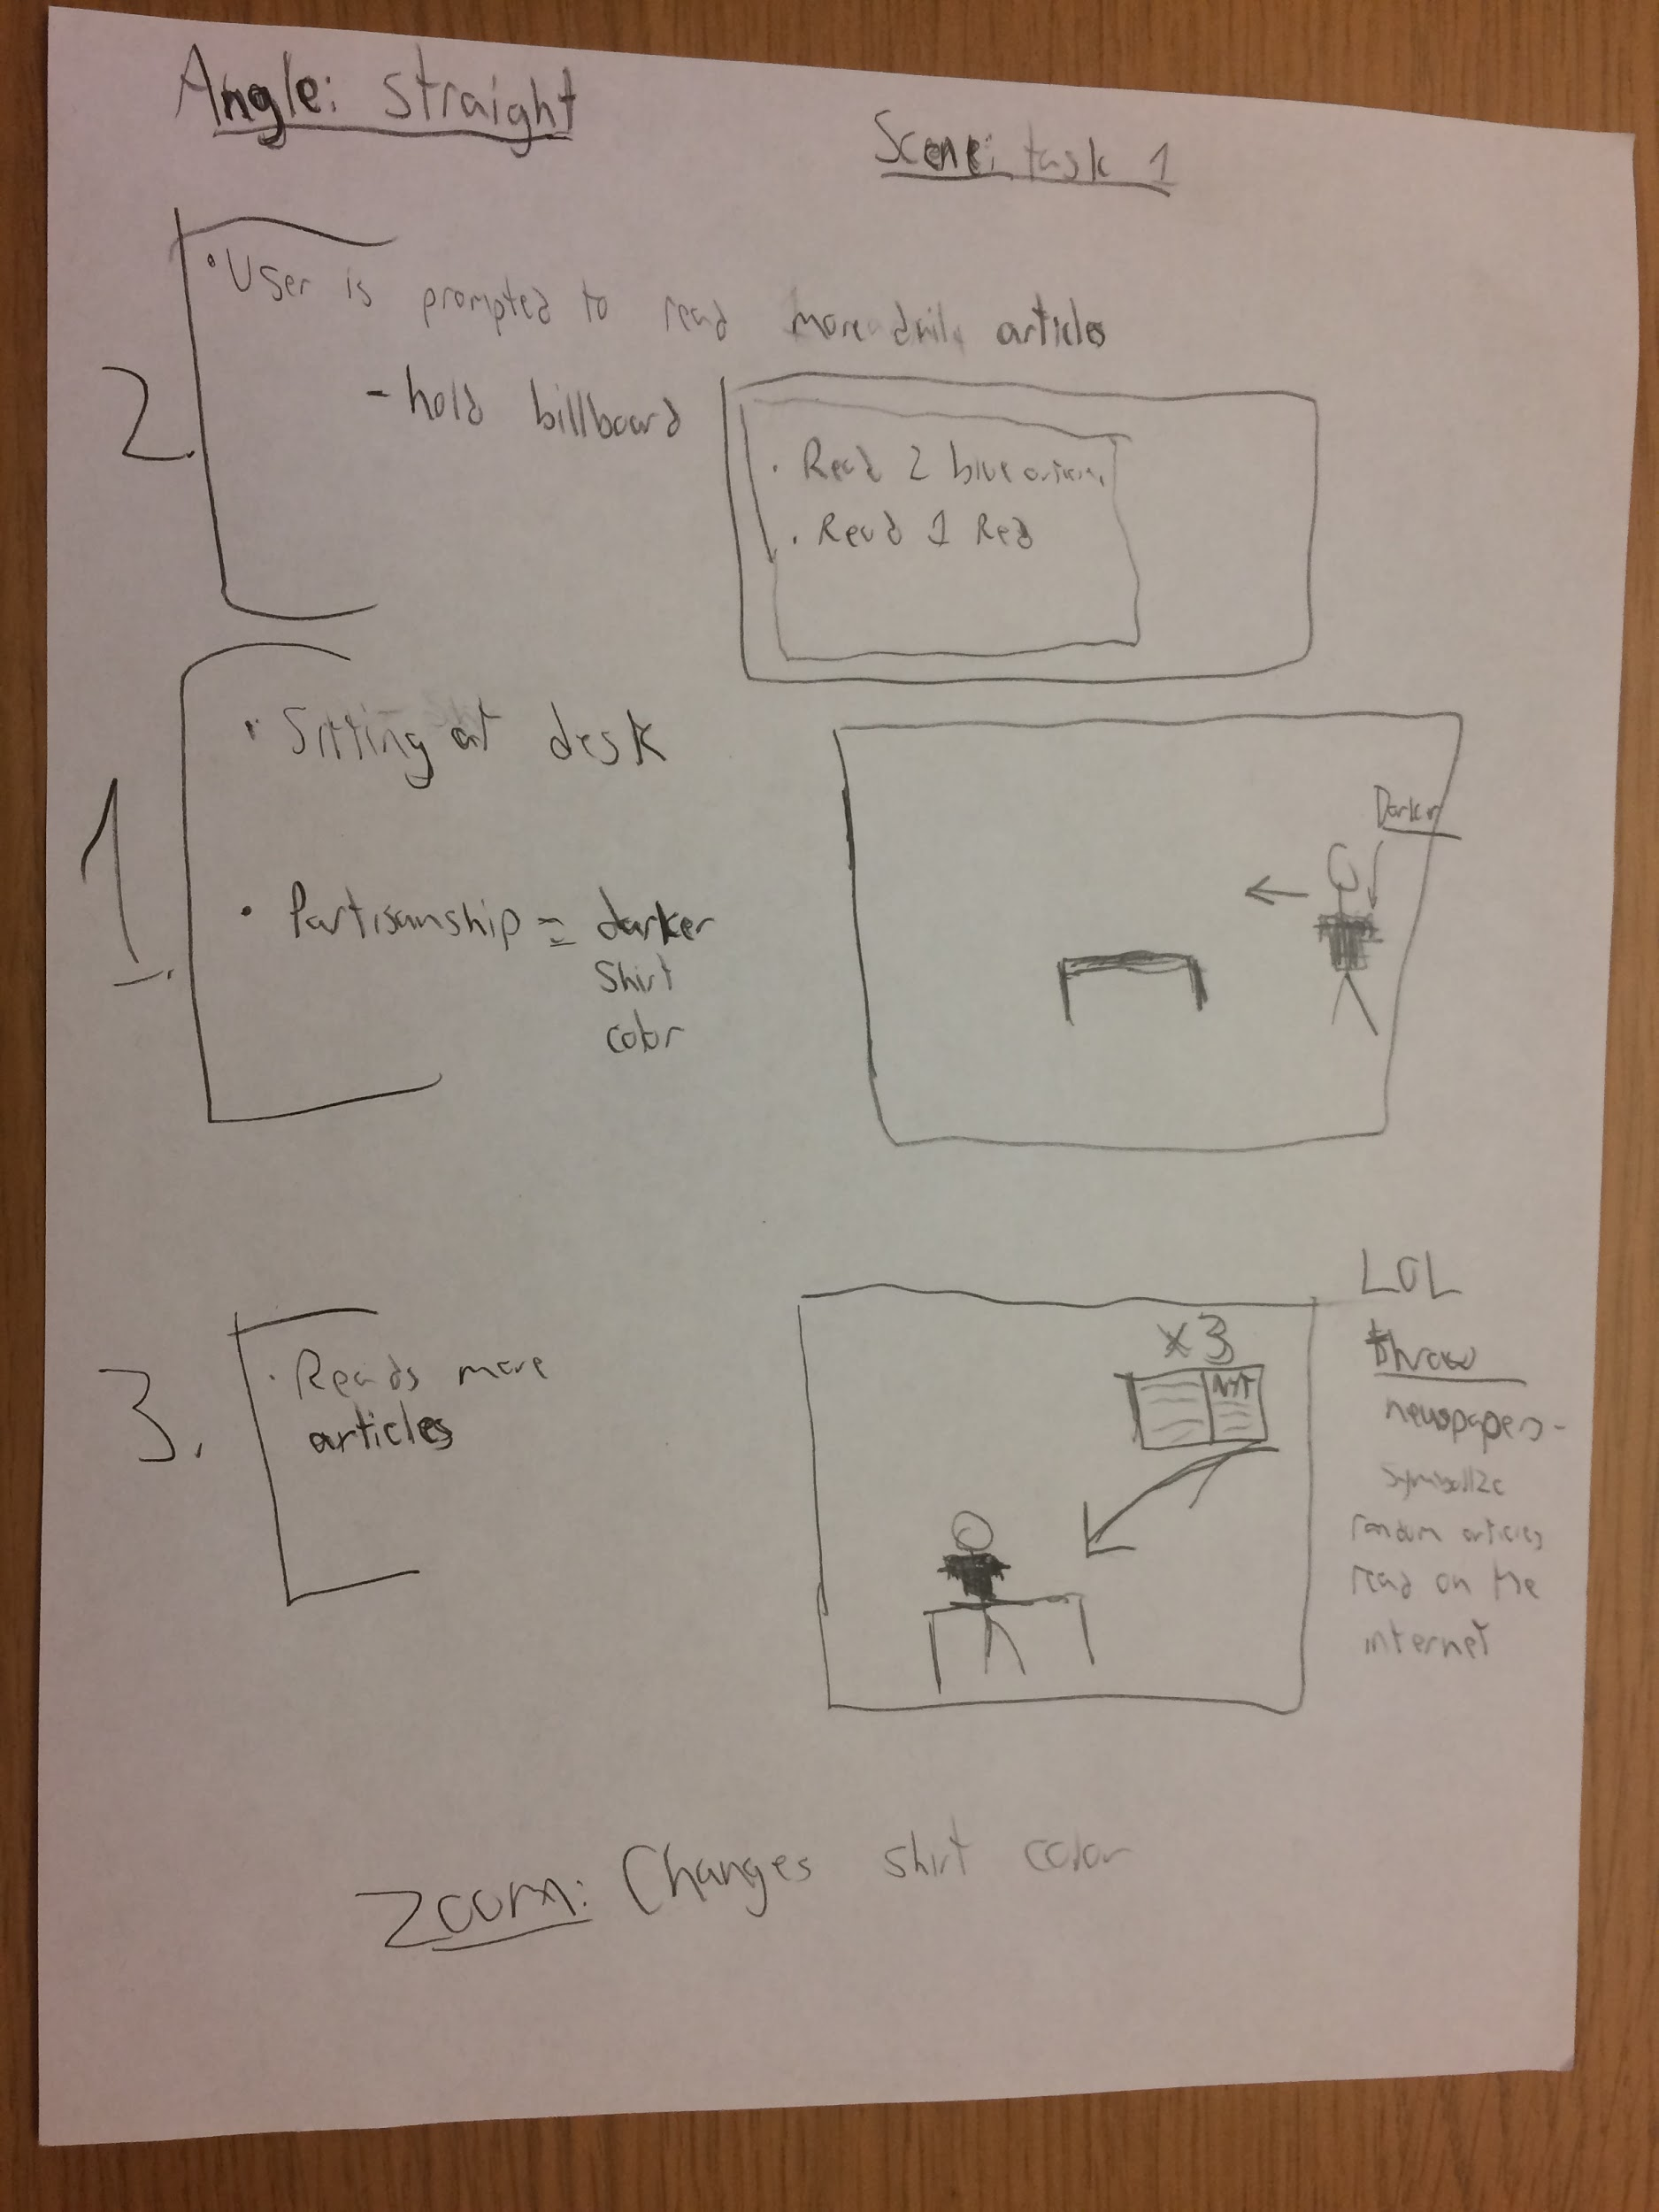 Angle: straight
Scene: task 1
2.
• User is prompted to read more daily articles
- hold billboard
• Read 2 blue articles
• Read 1 Red
1.
• Sitting at desk
• Partisanship = darker
shirt
color
Darker
3.
• Reads more
articles
x3
NYT
LOL
throw
newspapers-
symbolize
random articles
read on the
internet
Zoom: Changes shirt color